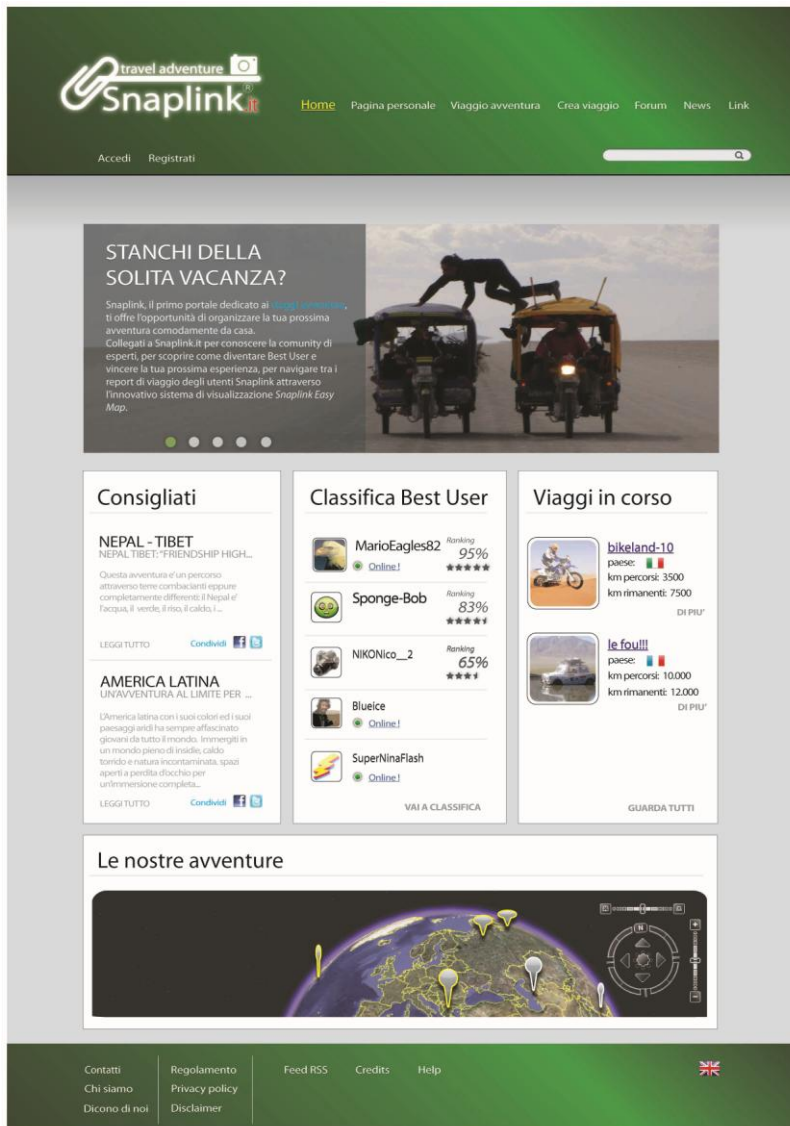 travel adventure
Snaplink.it ®
Home Pagina personale Viaggio avventura Crea viaggio Forum News Link
Accedi Registrati
STANCHI DELLA
SOLITA VACANZA?
Snaplink, il primo portale dedicato ai
ti offre l'opportunità di organizzare la tua prossima
avventura comodamente da casa.
Collegati a Snaplink.it per conoscere la comunity di
esperti, per scoprire come diventare Best User e
vincere la tua prossima esperienza, per navigare tra i
report di viaggio degli utenti Snaplink attraverso
l'innovativo sistema di visualizzazione Snaplink Easy
Map.
Consigliati
NEPAL - TIBET
NEPAL TIBET: "FRIENDSHIP HIGH...
Questa avventura e' un percorso
attraverso terre combacianti eppure
completamente differenti: il Nepal e'
l'acqua, il verde, il riso, il caldo, i ...
LEGGI TUTTO Condividi
AMERICA LATINA
UN'AVVENTURA AL LIMITE PER ...
L'America latina con i suoi colori ed i suoi
paesaggi aridi ha sempre affascinato
giovani da tutto il mondo. Immergiti in
un mondo pieno di insidie, caldo
torrido e natura incontaminata, spazi
aperti a perdita d'occhio per
un'immersione completa...
LEGGI TUTTO Condividi
Classifica Best User
MarioEagles82 Ranking
95%
Online !
Sponge-Bob Ranking
83%
NIKONico__2 Ranking
65%
Blueice
Online !
SuperNinaFlash
Online !
VAI A CLASSIFICA
Viaggi in corso
bikeland-10
paese:
km percorsi: 3500
km rimanenti: 7500
DI PIU'
le fou!!!
paese:
km percorsi: 10.000
km rimanenti: 12.000
DI PIU'
GUARDA TUTTI
Le nostre avventure
N
Contatti Regolamento Feed RSS Credits Help
Chi siamo Privacy policy
Dicono di noi Disclaimer